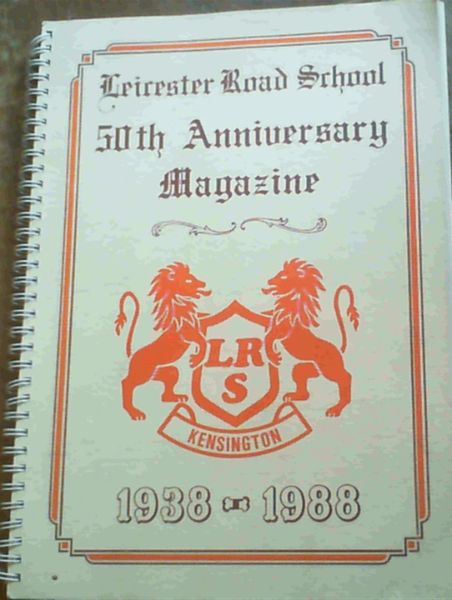 Leicester Road School
50th Anniversary
Magazine
LR
S
KENSINGTON
1938 1988